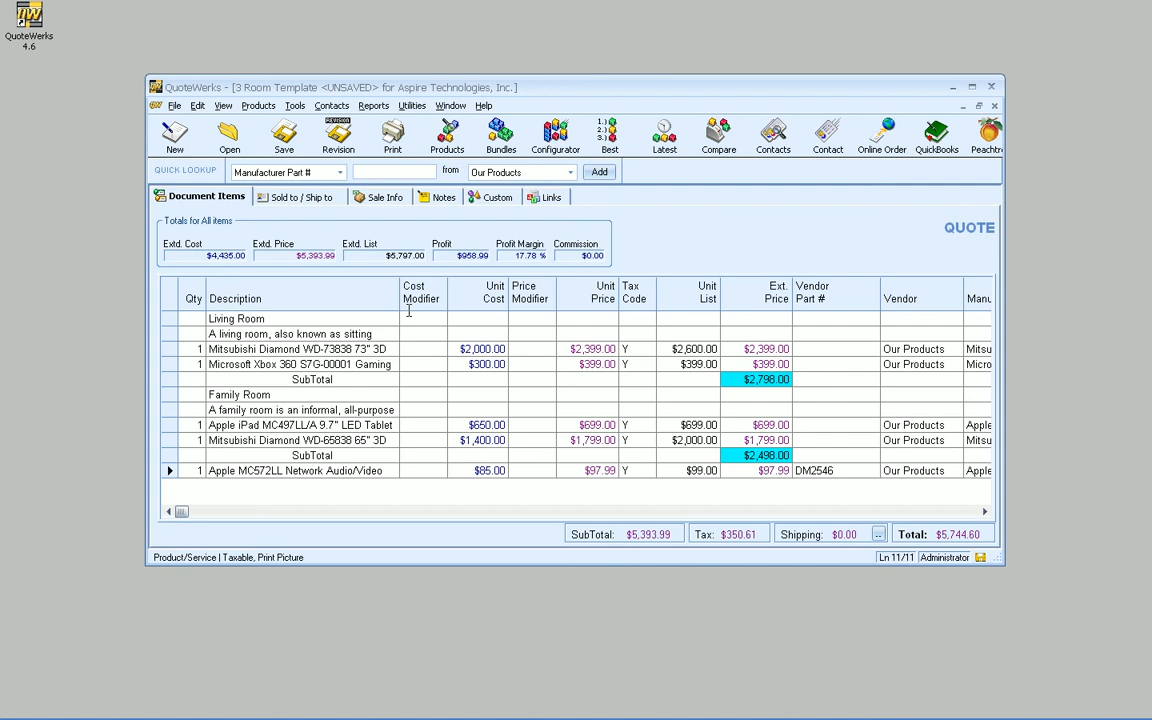 QuoteWerks
4.6
QuoteWerks - [3 Room Template <UNSAVED> for Aspire Technologies, Inc.]
File Edit View Products Tools Contacts Reports Utilities Window Help
REVISION
1.)
2.)
3.)
New Open Save Revision Print Products Bundles Configurator Best Latest Compare Contacts Contact Online Order QuickBooks Peachtre
QUICK LOOKUP Manufacturer Part # from Our Products Add
Document Items Sold to / Ship to Sale Info Notes Custom Links
Totals for All items
QUOTE
Extd. Cost Extd. Price Extd. List Profit Profit Margin Commission
$4,435.00 $5,393.99 $5,797.00 $958.99 17.78 % $0.00
Qty Description Cost Modifier Unit Cost Price Modifier Unit Price Tax Code Unit List Ext. Price Vendor Part # Vendor Manu
Living Room
A living room, also known as sitting
1 Mitsubishi Diamond WD-73838 73" 3D $2,000.00 $2,399.00 Y $2,600.00 $2,399.00 Our Products Mitsu
1 Microsoft Xbox 360 S7G-00001 Gaming $300.00 $399.00 Y $399.00 $399.00 Our Products Micro
SubTotal $2,798.00
Family Room
A family room is an informal, all-purpose
1 Apple iPad MC497LL/A 9.7" LED Tablet $650.00 $699.00 Y $699.00 $699.00 Our Products Apple
1 Mitsubishi Diamond WD-65838 65" 3D $1,400.00 $1,799.00 Y $2,000.00 $1,799.00 Our Products Mitsu
SubTotal $2,498.00
1 Apple MC572LL Network Audio/Video $85.00 $97.99 Y $99.00 $97.99 DM2546 Our Products Apple
SubTotal: $5,393.99 Tax: $350.61 Shipping: $0.00 .. Total: $5,744.60
Product/Service | Taxable, Print Picture Ln 11/11 Administrator